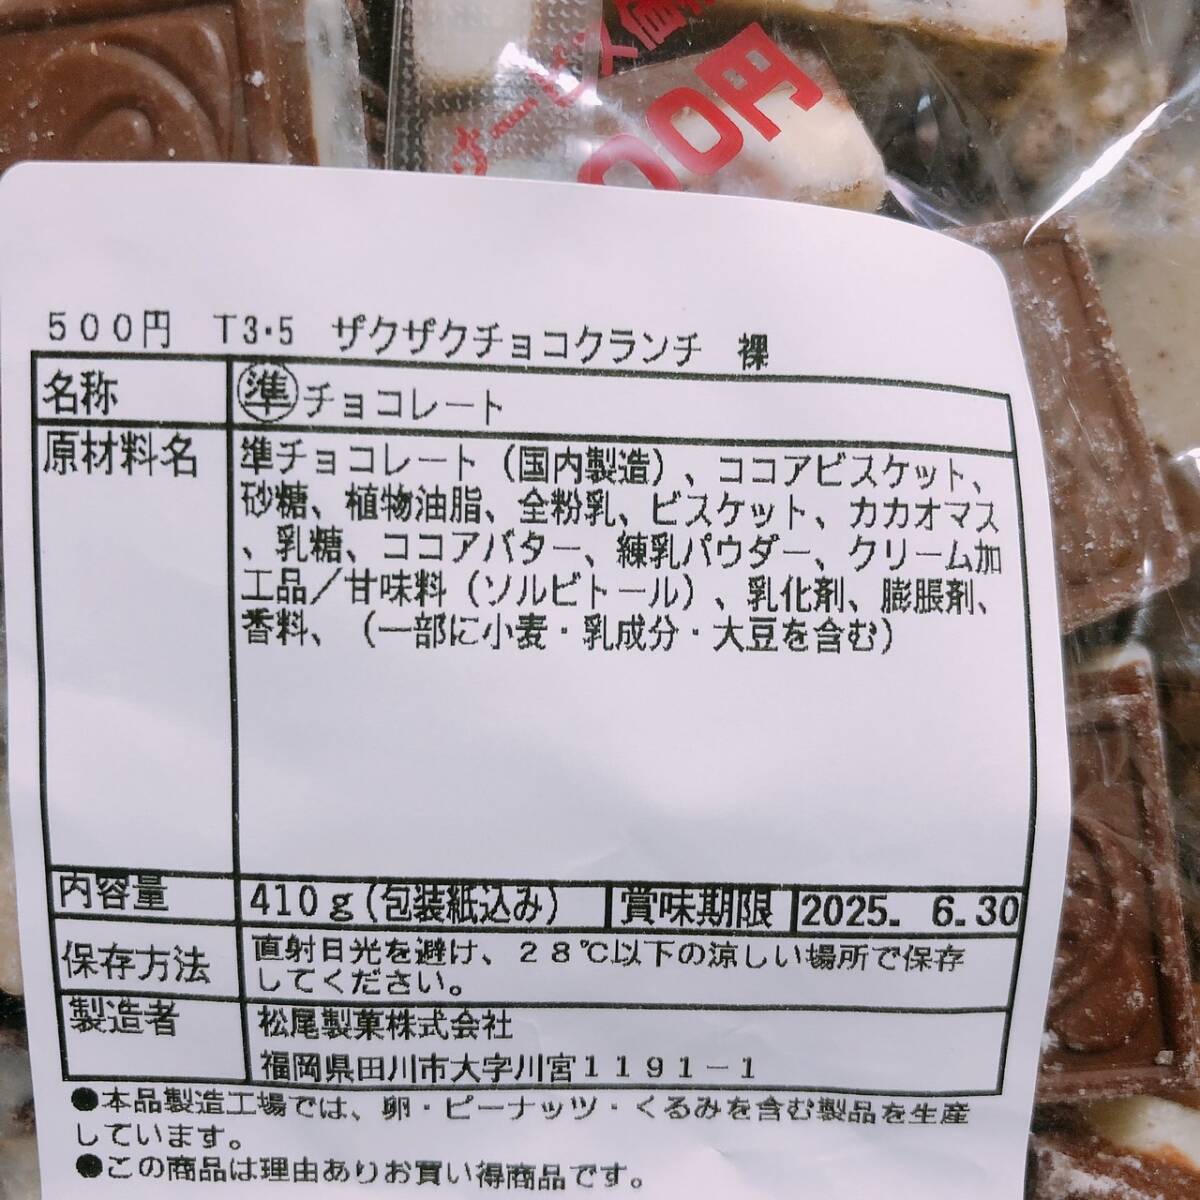 サービス価格
00円
500円 T3・5 ザクザクチョコクランチ 裸
名称 ㊟チョコレート
原材料名 準チョコレート（国内製造）、ココアビスケット、
砂糖、植物油脂、全粉乳、ビスケット、カカオマス
、乳糖、ココアバター、練乳パウダー、クリーム加
工品／甘味料（ソルビトール）、乳化剤、膨脹剤、
香料、（一部に小麦・乳成分・大豆を含む）
内容量 410g(包装紙込み) 賞味期限 2025. 6.30
保存方法 直射日光を避け、28℃以下の涼しい場所で保存
してください。
製造者 松尾製菓株式会社
福岡県田川市大字川宮1191－1
●本品製造工場では、卵・ピーナッツ・くるみを含む製品を生産
しています。
●この商品は理由ありお買い得商品です。